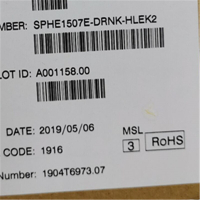 MBER: SPHE1507E-DRNK-HLEK2
LOT ID: A001158.00
DATE: 2019/05/06
MSL
CODE: 1916
3
RoHS
Number: 1904T6973.07